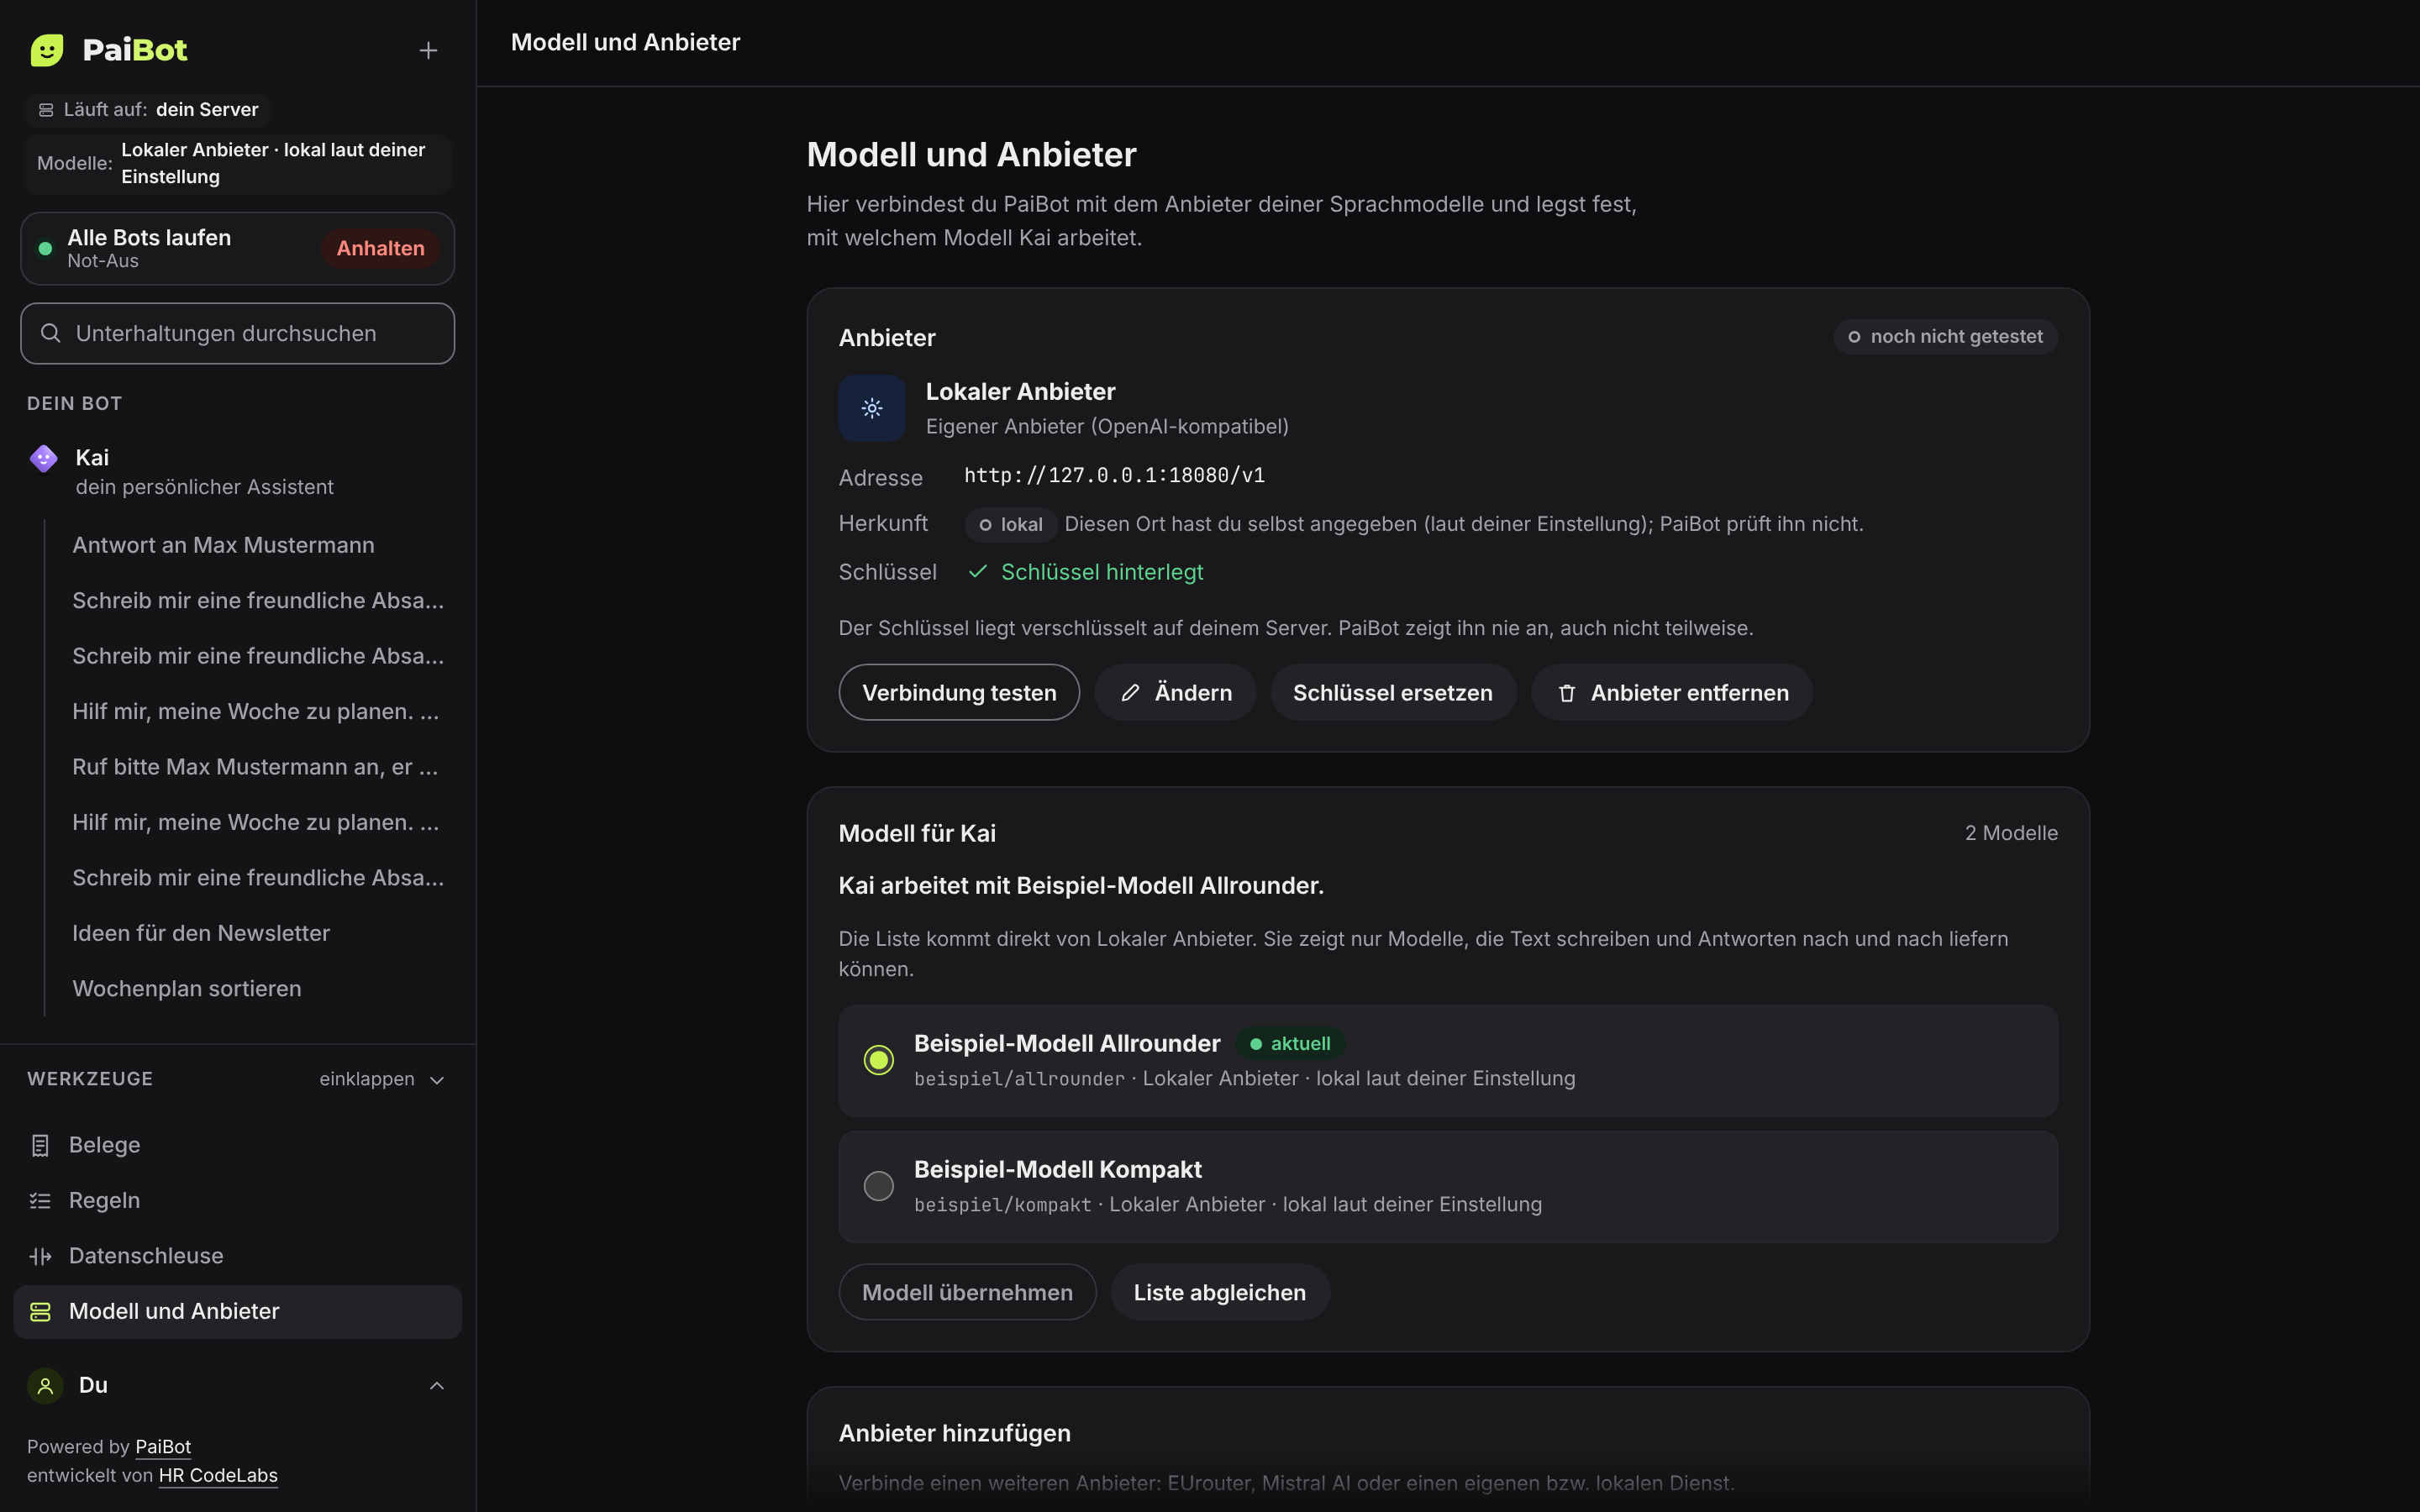 PaiBot
Läuft auf: dein Server
Modelle: Lokaler Anbieter · lokal laut deiner
Einstellung
Alle Bots laufen
Not-Aus
Anhalten
Unterhaltungen durchsuchen
DEIN BOT
Kai
dein persönlicher Assistent
Antwort an Max Mustermann
Schreib mir eine freundliche Absa...
Schreib mir eine freundliche Absa...
Hilf mir, meine Woche zu planen. ...
Ruf bitte Max Mustermann an, er ...
Hilf mir, meine Woche zu planen. ...
Schreib mir eine freundliche Absa...
Ideen für den Newsletter
Wochenplan sortieren
WERKZEUGE einklappen
Belege
Regeln
Datenschleuse
Modell und Anbieter
Du
Powered by PaiBot
entwickelt von HR CodeLabs
Modell und Anbieter
Modell und Anbieter
Hier verbindest du PaiBot mit dem Anbieter deiner Sprachmodelle und legst fest,
mit welchem Modell Kai arbeitet.
Anbieter noch nicht getestet
Lokaler Anbieter
Eigener Anbieter (OpenAI-kompatibel)
Adresse http://127.0.0.1:18080/v1
Herkunft lokal Diesen Ort hast du selbst angegeben (laut deiner Einstellung); PaiBot prüft ihn nicht.
Schlüssel Schlüssel hinterlegt
Der Schlüssel liegt verschlüsselt auf deinem Server. PaiBot zeigt ihn nie an, auch nicht teilweise.
Verbindung testen Ändern Schlüssel ersetzen Anbieter entfernen
Modell für Kai 2 Modelle
Kai arbeitet mit Beispiel-Modell Allrounder.
Die Liste kommt direkt von Lokaler Anbieter. Sie zeigt nur Modelle, die Text schreiben und Antworten nach und nach liefern
können.
Beispiel-Modell Allrounder aktuell
beispiel/allrounder · Lokaler Anbieter · lokal laut deiner Einstellung
Beispiel-Modell Kompakt
beispiel/kompakt · Lokaler Anbieter · lokal laut deiner Einstellung
Modell übernehmen Liste abgleichen
Anbieter hinzufügen
Verbinde einen weiteren Anbieter: EUrouter, Mistral AI oder einen eigenen bzw. lokalen Dienst.